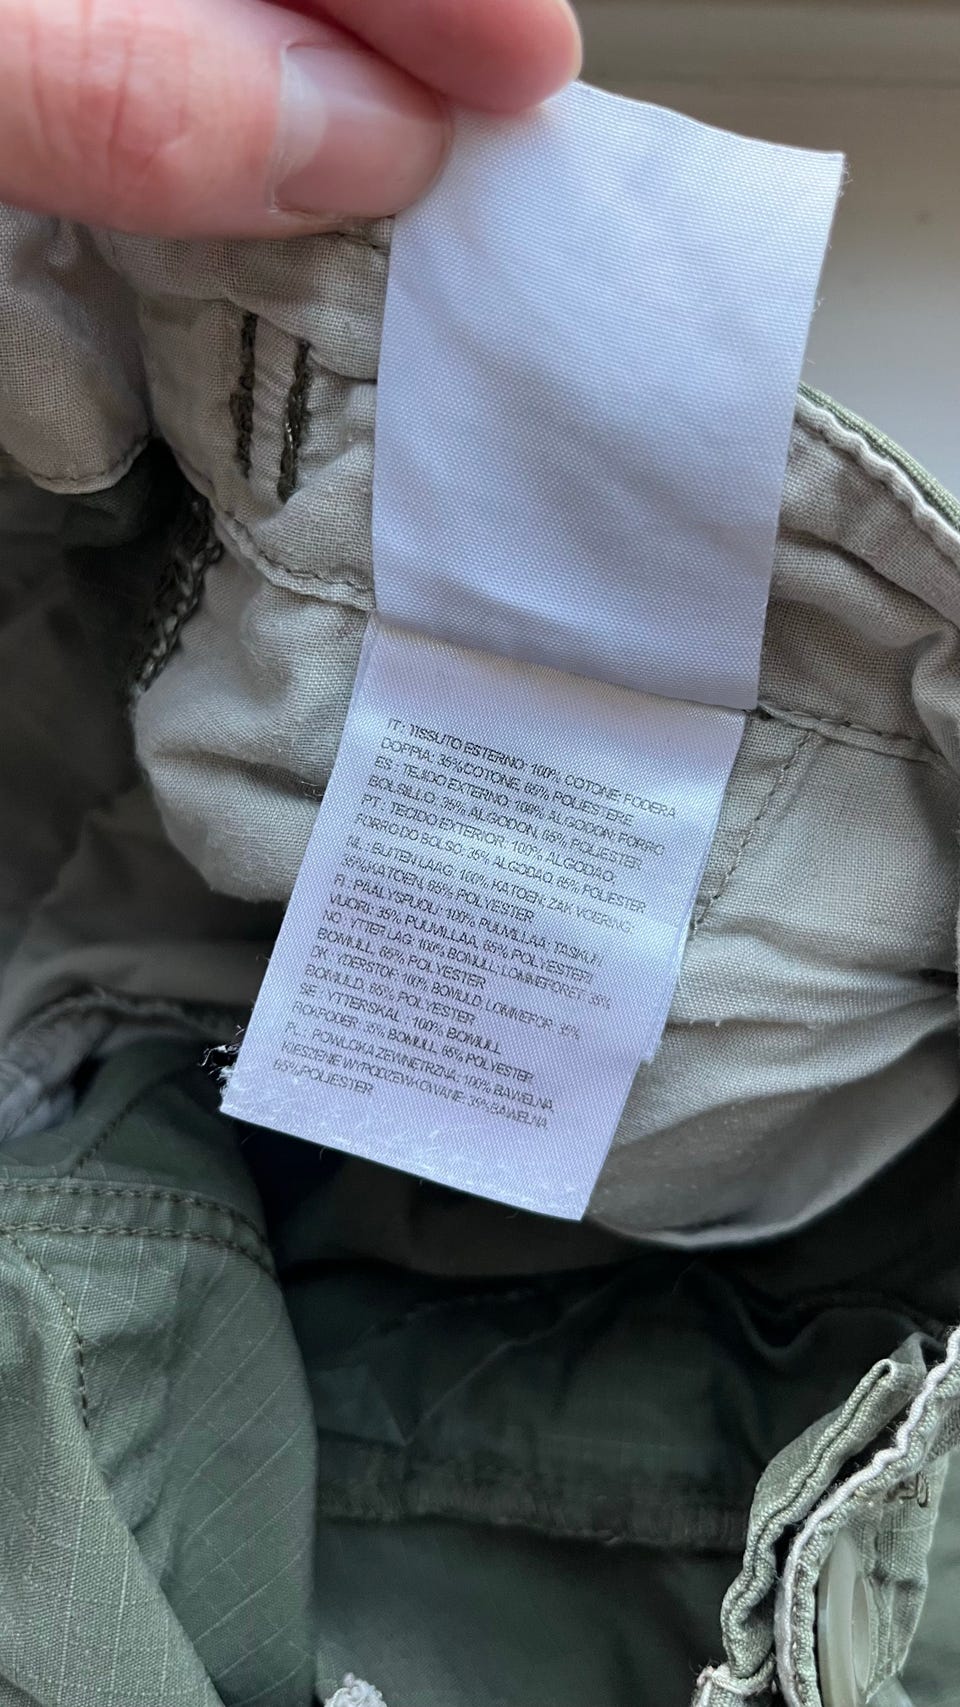 IT : TISSUTO ESTERNO: 100% COTONE; FODERA
DOPPIA: 35%COTONE, 65% POLIESTERE
ES : TEJIDO EXTERNO: 100% ALGODON; FORRO
BOLSILLO: 35% ALGODON, 65% POLIESTER
PT : TECIDO EXTERIOR: 100% ALGODAO;
FORRO DO BOLSO: 35% ALGODAO, 65% POLIESTER
NL : BUITEN LAAG: 100% KATOEN; ZAK VOERING:
35%KATOEN, 65% POLYESTER
FI : PÄÄLYSPUOLI: 100% PUUVILLAA; TASKUN
VUORI: 35% PUUVILLAA, 65% POLYESTERI
NO : YTTER LAG: 100% BOMULL; LOMMEFORET: 35%
BOMULL, 65% POLYESTER
DK : YDERSTOF: 100% BOMULD; LOMMEFOR: 35%
BOMULD, 65% POLYESTER
SE : YTTERSKAL : 100% BOMULL
FICKFODER: 35% BOMULL, 65% POLYESTER
PL : POWLOKA ZEWNETRZNA: 100% BAWELNA,
KIESZENIE WYPODZEWKOWANE: 35%BAWELNA
65%POLIESTER